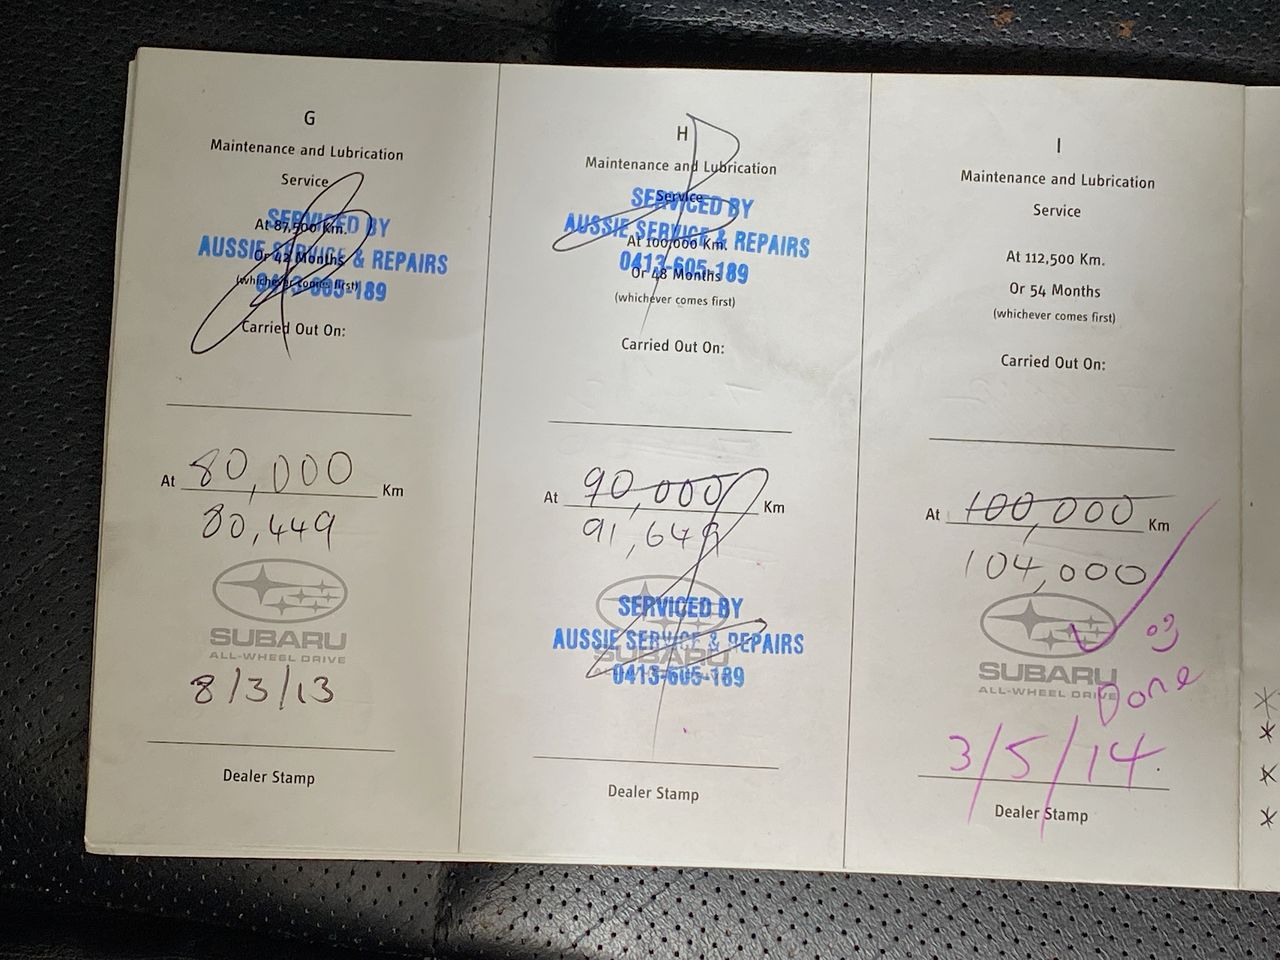 G
Maintenance and Lubrication
Service
SERVICED BY
At 87,500 Km.
AUSSIE SERVICE & REPAIRS
Or 42 Months
0413-605-189
(whichever comes first)
Carried Out On:
At 80,000 Km
80,449
SUBARU
ALL-WHEEL DRIVE
8/3/13
Dealer Stamp
H
Maintenance and Lubrication
Service
SERVICED BY
AUSSIE SERVICE & REPAIRS
At 100,000 Km.
0413-605-189
Or 48 Months
(whichever comes first)
Carried Out On:
At 90,000 Km
91,649
SERVICED BY
AUSSIE SERVICE & REPAIRS
SUBARU
0413-605-189
Dealer Stamp
I
Maintenance and Lubrication
Service
At 112,500 Km.
Or 54 Months
(whichever comes first)
Carried Out On:
At 100,000 Km
104,000
SUBARU
ALL-WHEEL DRIVE
Done
3/5/14
Dealer Stamp